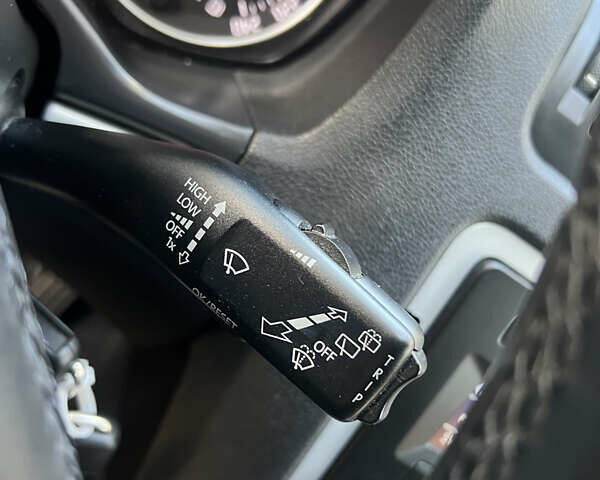 HIGH
LOW
OFF
1x
OK/RESET
OFF
TRIP